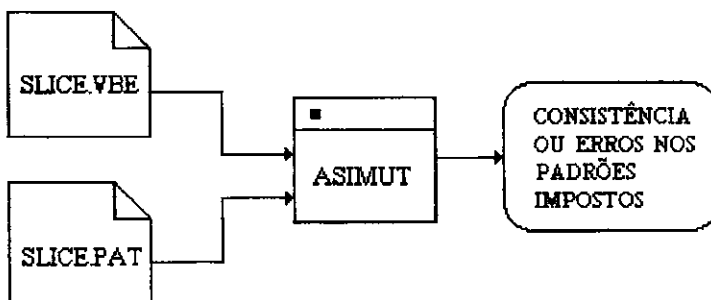 SLICE.VBE
ASIMUT
CONSISTÊNCIA
OU ERROS NOS
PADRÕES
IMPOSTOS
SLICE.PAT